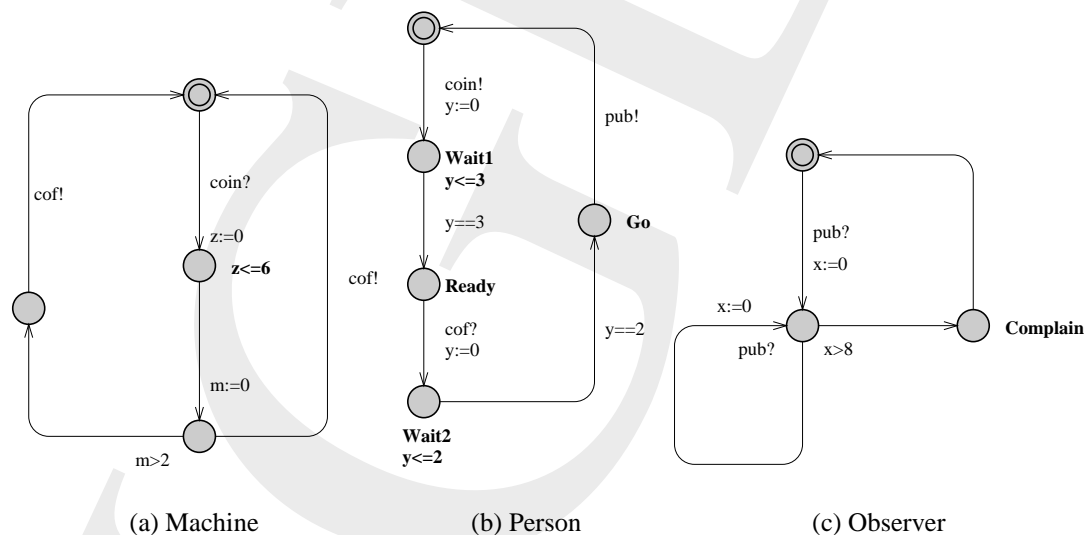 cof!
coin?
z:=0
z<=6
m:=0
m>2
cof!
(a) Machine
coin!
y:=0
Wait1
y<=3
y==3
Ready
cof?
y:=0
Wait2
y<=2
y==2
Go
pub!
(b) Person
pub?
x:=0
x:=0
pub?
x>8
Complain
(c) Observer